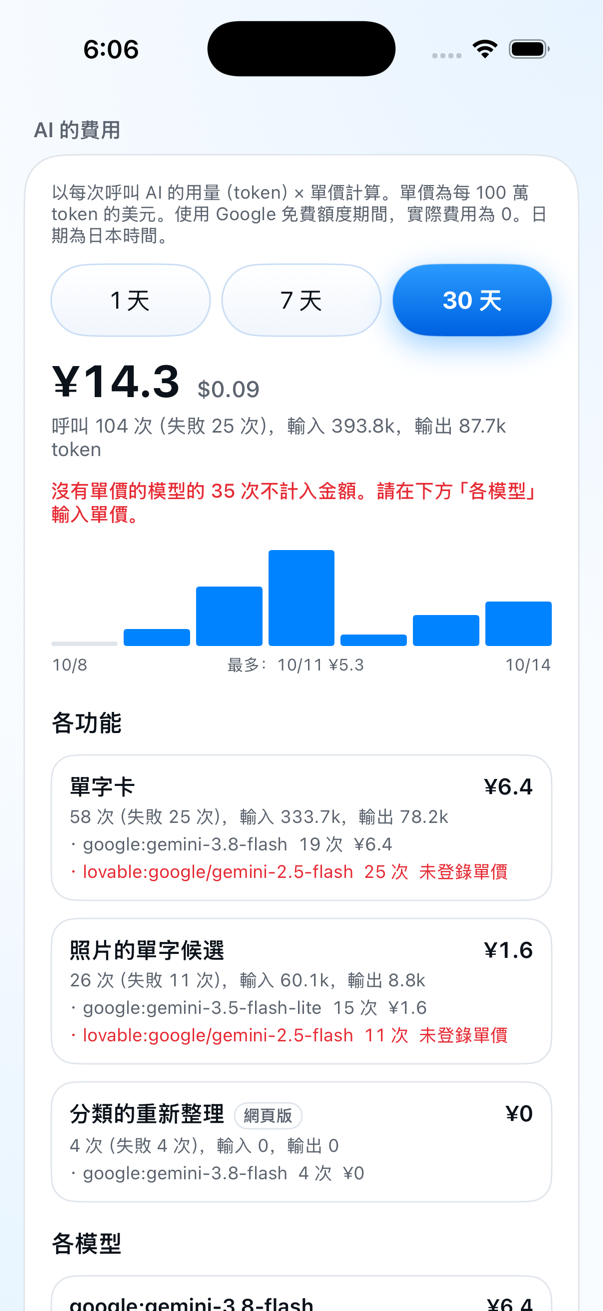 6:06
AI 的費用
以每次呼叫 AI 的用量 (token) × 單價計算。單價為每 100 萬
token 的美元。使用 Google 免費額度期間，實際費用為 0。日
期為日本時間。
1 天
7 天
30 天
¥14.3 $0.09
呼叫 104 次 (失敗 25 次)，輸入 393.8k，輸出 87.7k
token
沒有單價的模型的 35 次不計入金額。請在下方「各模型」
輸入單價。
10/8
最多：10/11 ¥5.3
10/14
各功能
單字卡 ¥6.4
58 次 (失敗 25 次)，輸入 333.7k，輸出 78.2k
· google:gemini-3.8-flash 19 次 ¥6.4
· lovable:google/gemini-2.5-flash 25 次 未登錄單價
照片的單字候選 ¥1.6
26 次 (失敗 11 次)，輸入 60.1k，輸出 8.8k
· google:gemini-3.5-flash-lite 15 次 ¥1.6
· lovable:google/gemini-2.5-flash 11 次 未登錄單價
分類的重新整理 網頁版 ¥0
4 次 (失敗 4 次)，輸入 0，輸出 0
· google:gemini-3.8-flash 4 次 ¥0
各模型
google:gemini-3.8-flash ¥6.4